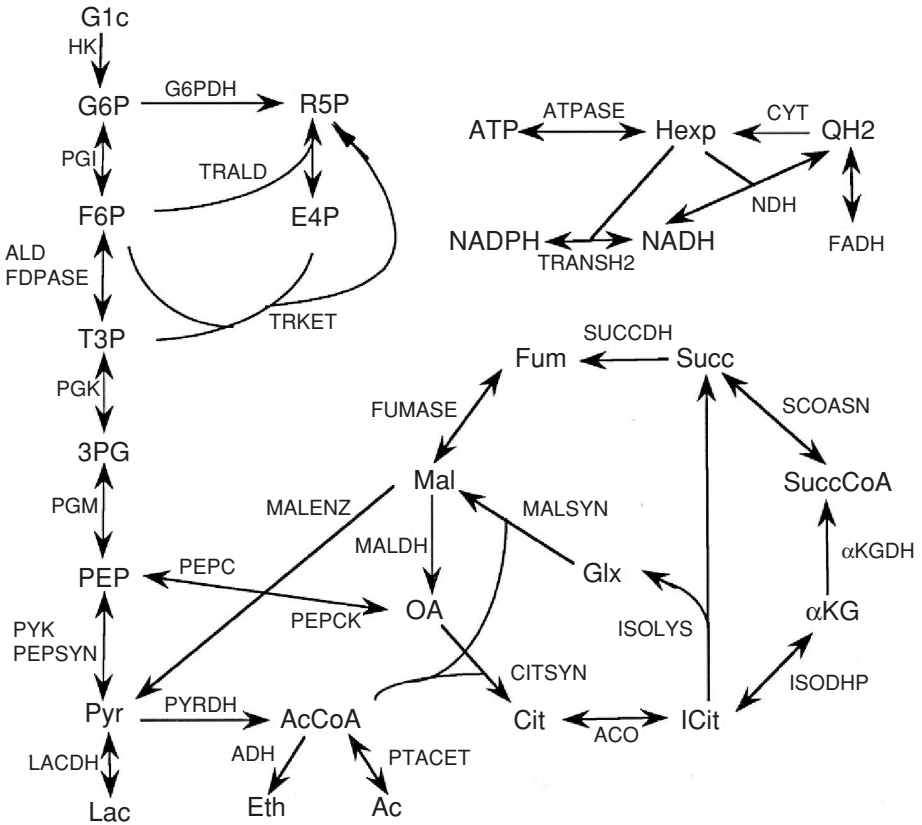 G1c
HK
G6P
G6PDH
R5P
PGI
TRALD
F6P
E4P
ALD
FDPASE
TRKET
T3P
PGK
3PG
PGM
PEP
PEPC
PEPCK
PYK
PEPSYN
Pyr
PYRDH
AcCoA
LACDH
ADH
PTACET
Lac
Eth
Ac
ATP
ATPASE
Hexp
CYT
QH2
NDH
NADPH
TRANSH2
NADH
FADH
Fum
SUCCDH
Succ
FUMASE
SCOASN
Mal
SuccCoA
MALENZ
MALSYN
MALDH
αKGDH
Glx
OA
αKG
ISOLYS
CITSYN
ISODHP
Cit
ACO
ICit